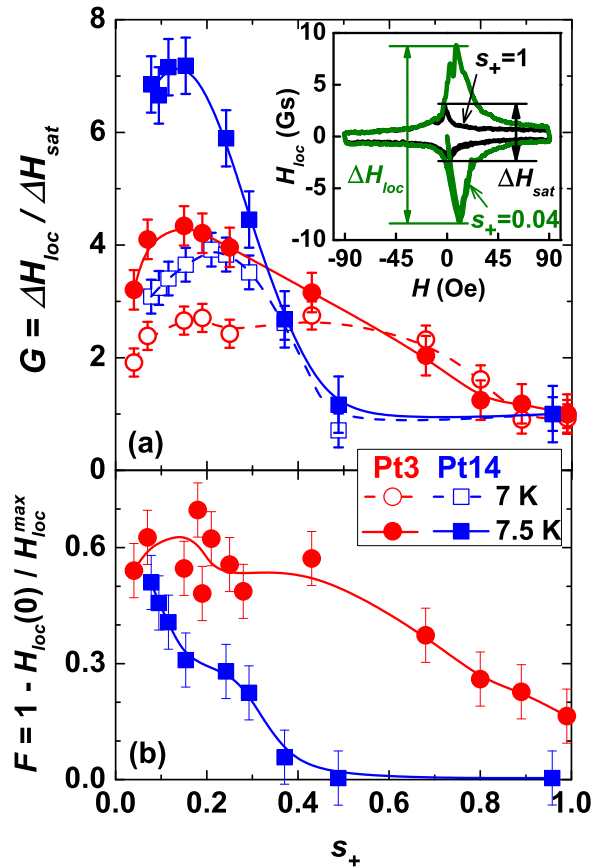 8
6
4
2
0
G = ΔH_loc / ΔH_sat
(a)
10
5
0
-5
-10
H_loc (Gs)
s_+=1
ΔH_loc
ΔH_sat
s_+=0.04
-90 -45 0 45 90
H (Oe)
Pt3 Pt14
7 K
7.5 K
0.6
0.3
0.0
F = 1 - H_loc(0) / H_loc^max
(b)
0.0 0.2 0.4 0.6 0.8 1.0
s_+